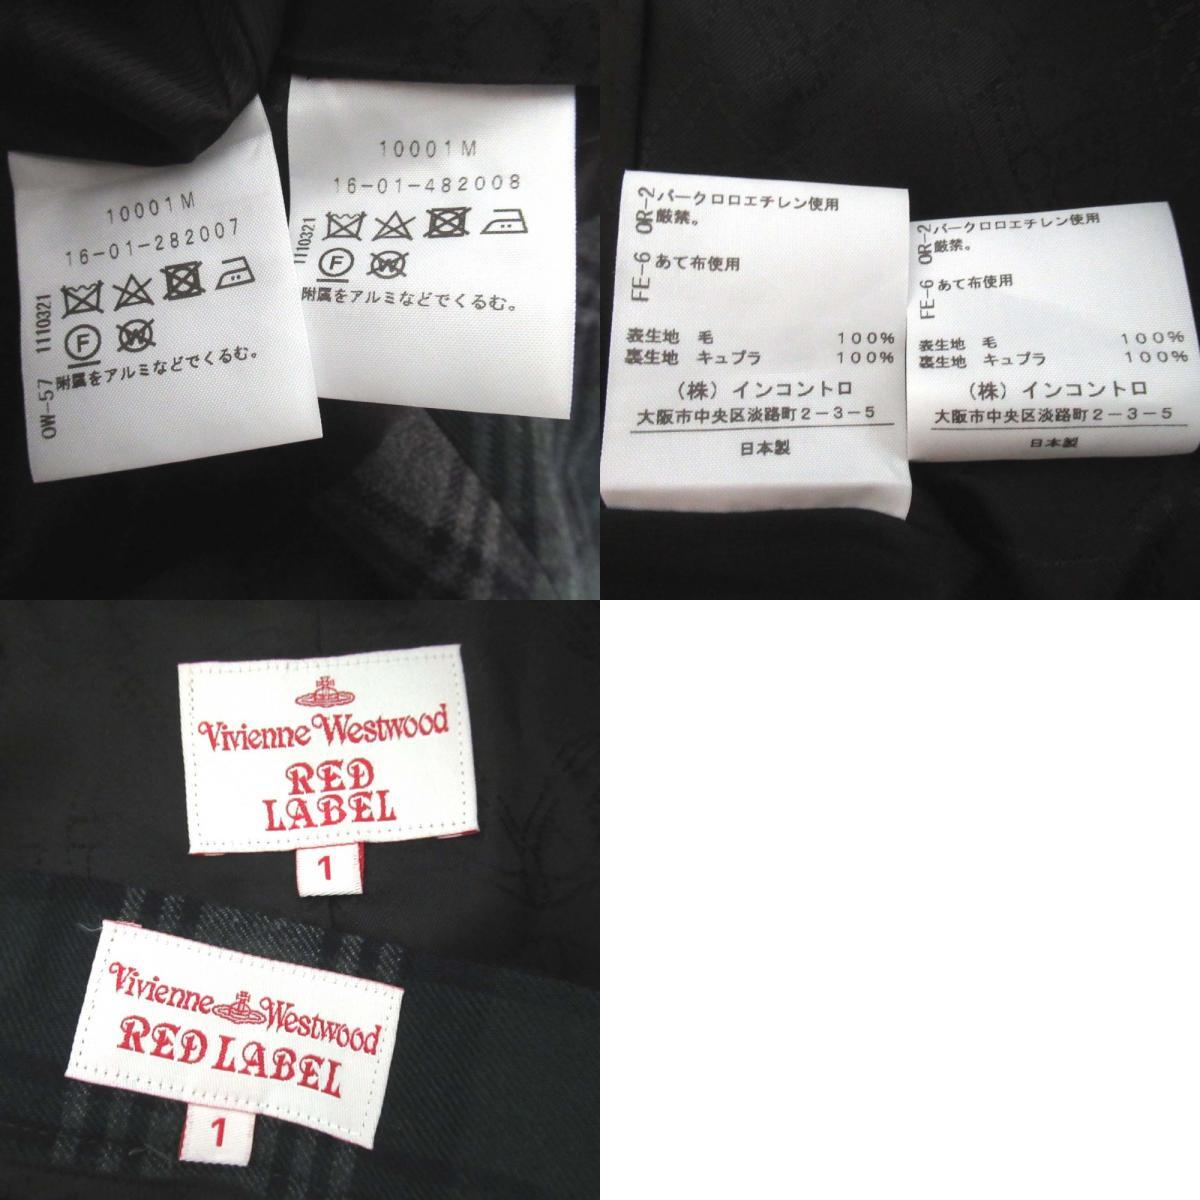 10001M
16-01-282007
1110321
F
W
附属をアルミなどでくるむ。
OW-57
10001M
16-01-482008
1110321
F
W
附属をアルミなどでくるむ。
OR-2
パークロロエチレン使用
厳禁。
FE-6
あて布使用
表生地 毛 100%
裏生地 キュプラ 100%
(株) インコントロ
大阪市中央区淡路町2-3-5
日本製
OR-2
パークロロエチレン使用
厳禁。
FE-6
あて布使用
表生地 毛 100%
裏生地 キュプラ 100%
(株) インコントロ
大阪市中央区淡路町2-3-5
日本製
Vivienne Westwood
RED
LABEL
1
Vivienne Westwood
RED LABEL
1